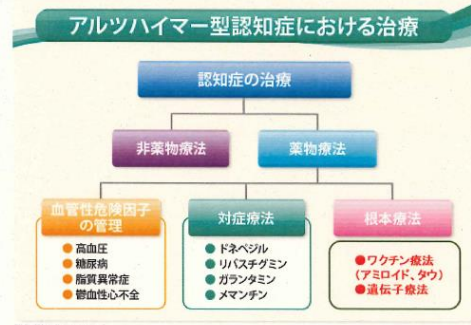 アルツハイマー型認知症における治療
認知症の治療
非薬物療法
薬物療法
血管性危険因子
の管理
●高血圧
●糖尿病
●脂質異常症
●鬱血性心不全
対症療法
●ドネペジル
●リバスチグミン
●ガランタミン
●メマンチン
根本療法
●ワクチン療法
(アミロイド、タウ)
●遺伝子療法